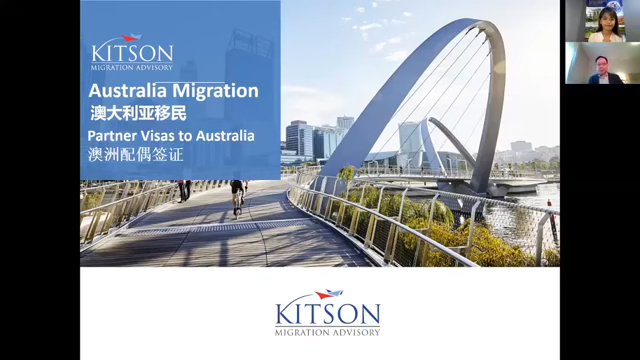 KITSON
MIGRATION ADVISORY
Australia Migration
澳大利亚移民
Partner Visas to Australia
澳洲配偶签证
KITSON
MIGRATION ADVISORY